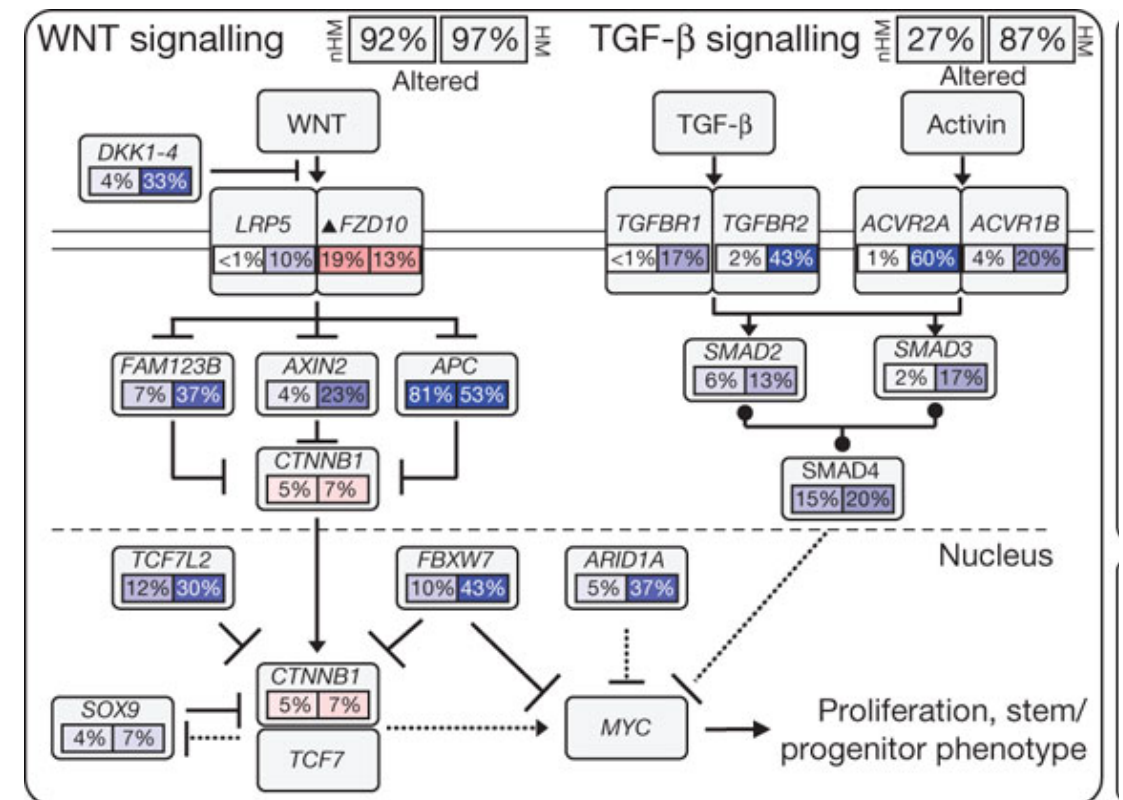 WNT signalling
nHM
92% 97%
HM
Altered
TGF-β signalling
nHM
27% 87%
HM
Altered
WNT
TGF-β
Activin
DKK1-4
4% 33%
LRP5
<1% 10%
▲FZD10
19% 13%
TGFBR1
<1% 17%
TGFBR2
2% 43%
ACVR2A
1% 60%
ACVR1B
4% 20%
FAM123B
7% 37%
AXIN2
4% 23%
APC
81% 53%
SMAD2
6% 13%
SMAD3
2% 17%
CTNNB1
5% 7%
SMAD4
15% 20%
Nucleus
TCF7L2
12% 30%
FBXW7
10% 43%
ARID1A
5% 37%
CTNNB1
5% 7%
SOX9
4% 7%
TCF7
MYC
Proliferation, stem/
progenitor phenotype